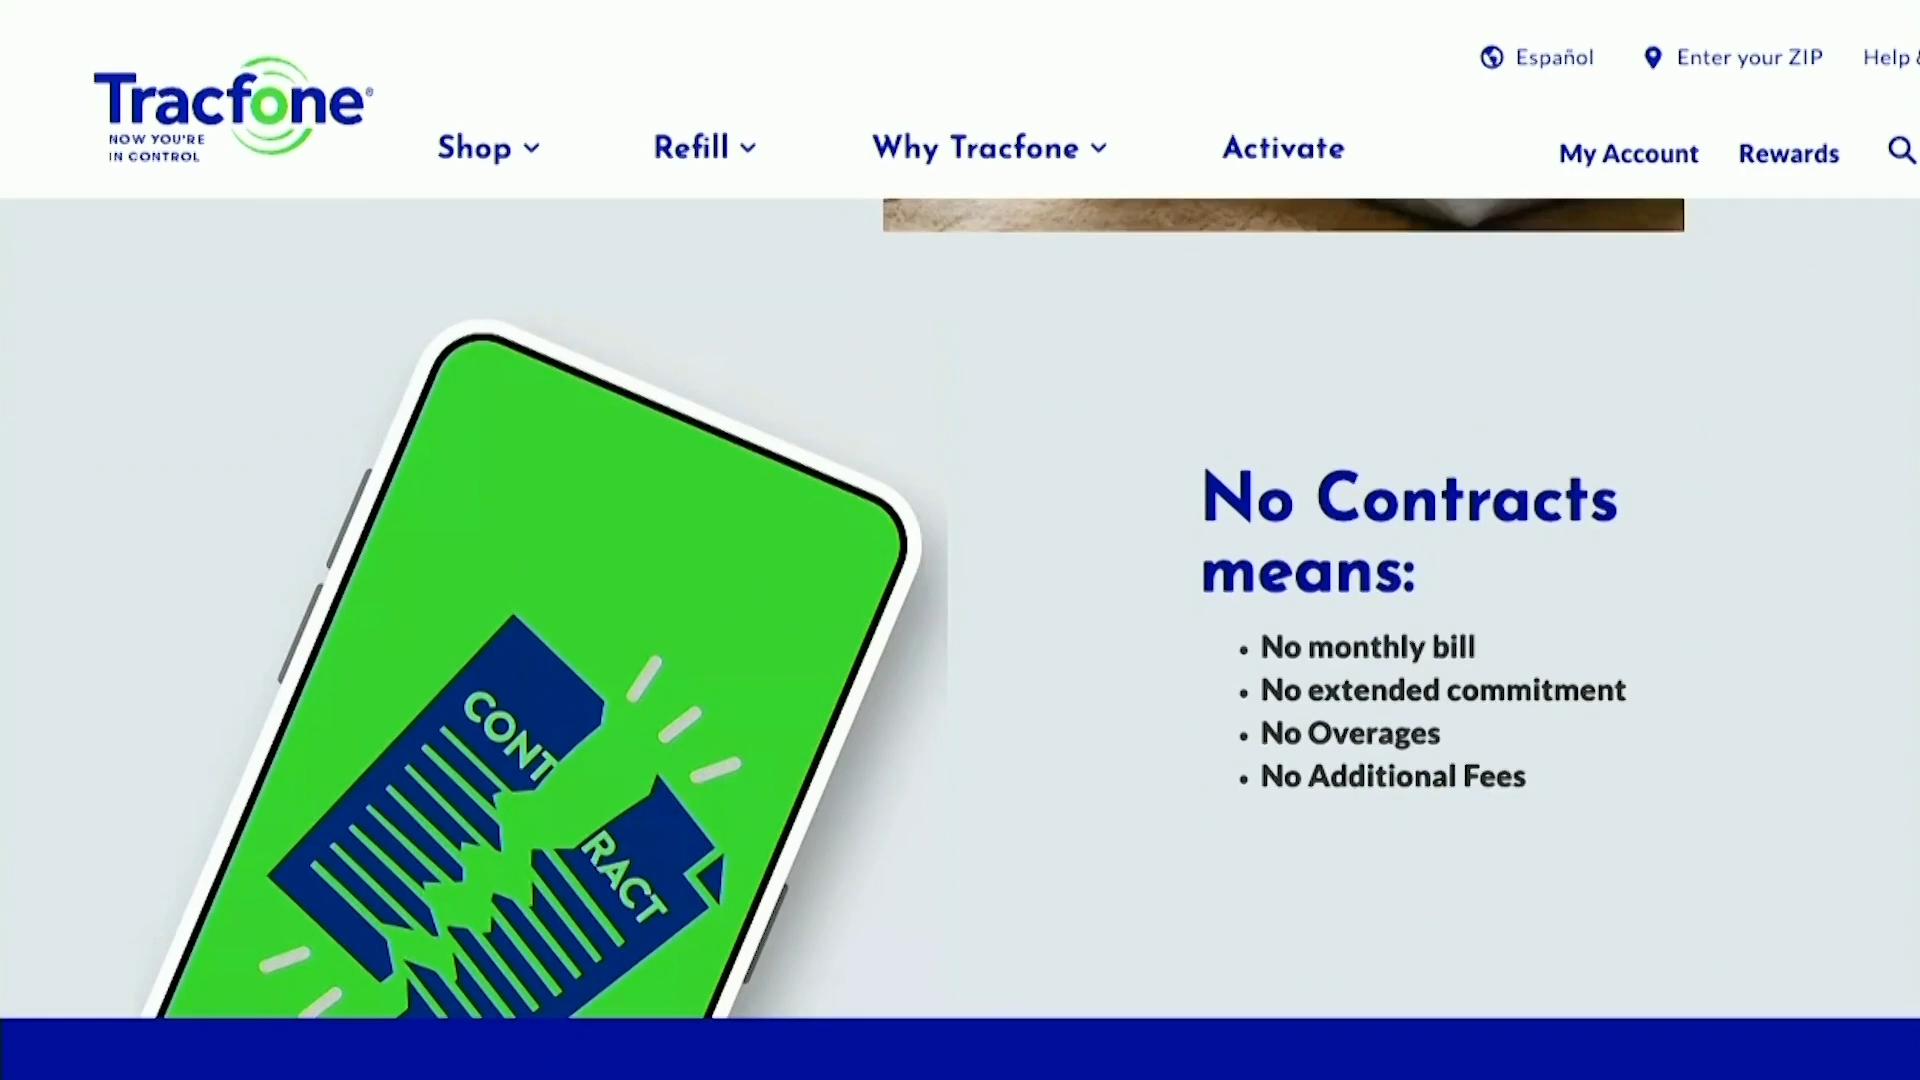 Tracfone®
NOW YOU'RE
IN CONTROL
Español
Enter your ZIP
Help &
Shop
Refill
Why Tracfone
Activate
My Account
Rewards
No Contracts
means:
• No monthly bill
• No extended commitment
• No Overages
• No Additional Fees
CONT
RACT